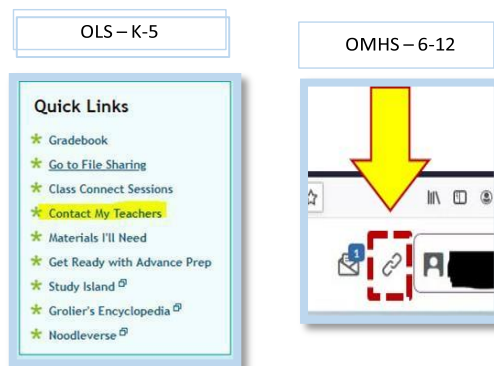 OLS – K-5
Quick Links
Gradebook
Go to File Sharing
Class Connect Sessions
Contact My Teachers
Materials I'll Need
Get Ready with Advance Prep
Study Island
Grolier's Encyclopedia
Noodleverse
OMHS – 6-12
1
A